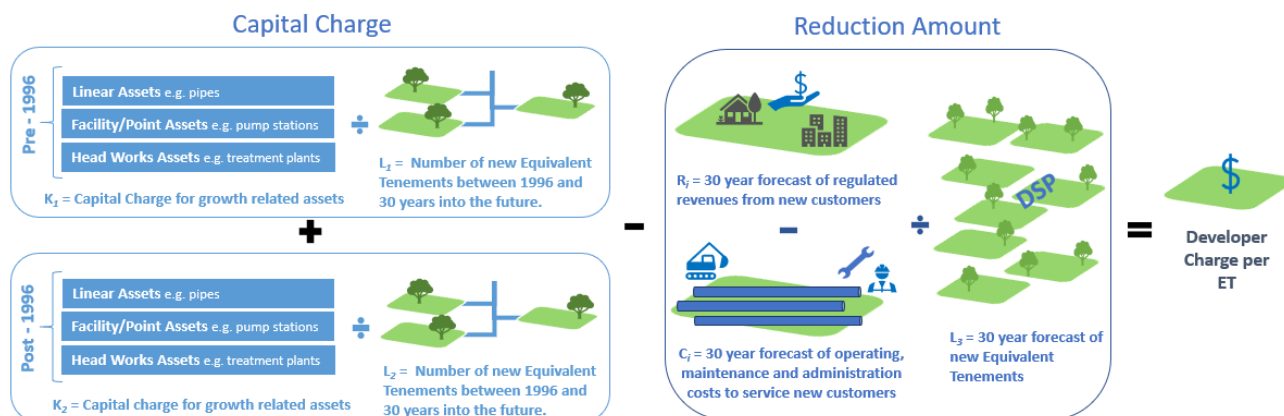 Capital Charge
Reduction Amount
Pre - 1996
Linear Assets e.g. pipes
Facility/Point Assets e.g. pump stations
Head Works Assets e.g. treatment plants
K1 = Capital Charge for growth related assets
÷
L1 = Number of new Equivalent
Tenements between 1996 and
30 years into the future.
+
Post - 1996
Linear Assets e.g. pipes
Facility/Point Assets e.g. pump stations
Head Works Assets e.g. treatment plants
K2 = Capital charge for growth related assets
÷
L2 = Number of new Equivalent
Tenements between 1996 and
30 years into the future.
-
$
Ri = 30 year forecast of regulated
revenues from new customers
-
Ci = 30 year forecast of operating,
maintenance and administration
costs to service new customers
÷
DSP
L3 = 30 year forecast of
new Equivalent
Tenements
=
$
Developer
Charge per
ET